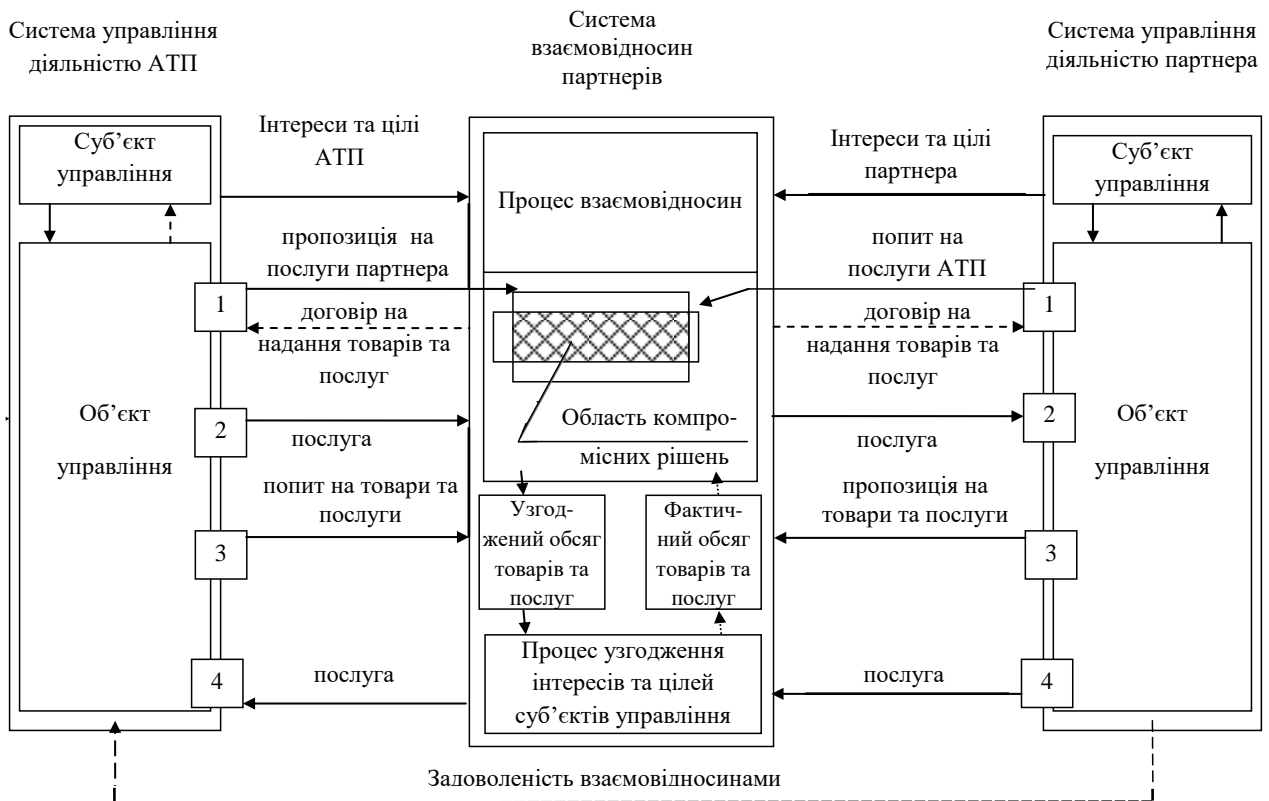 Система управління
діяльністю АТП
Система
взаємовідносин
партнерів
Система управління
діяльністю партнера
Суб’єкт
управління
Інтереси та цілі
АТП
Процес взаємовідносин
Інтереси та цілі
партнера
Суб’єкт
управління
пропозиція на
послуги партнера
попит на
послуги АТП
1
договір на
надання товарів та
послуг
договір на
надання товарів та
послуг
1
Об’єкт
управління
2
послуга
Область компро-
місних рішень
послуга
2
Об’єкт
управління
попит на товари та
послуги
3
Узго-
джений обсяг
товарів та
послуг
Фактич-
ний обсяг
товарів та
послуг
пропозиція на
товари та послуги
3
4
послуга
Процес узгодження
інтересів та цілей
суб’єктів управління
послуга
4
Задоволеність взаємовідносинами